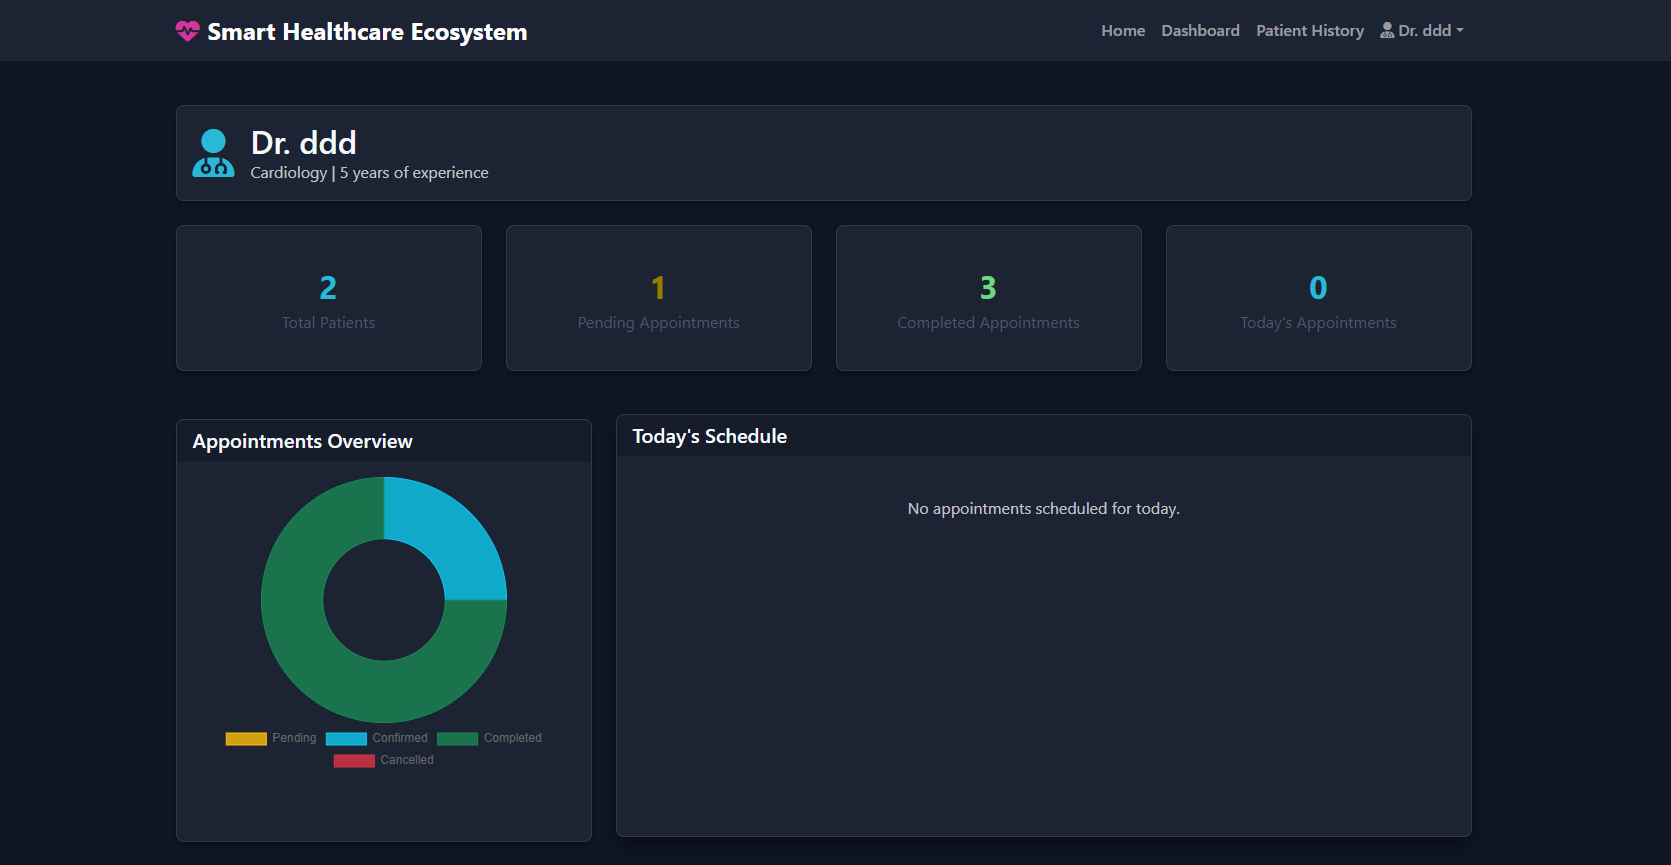 Smart Healthcare Ecosystem
Home Dashboard Patient History Dr. ddd
Dr. ddd
Cardiology | 5 years of experience
2
Total Patients
1
Pending Appointments
3
Completed Appointments
0
Today's Appointments
Appointments Overview
Pending Confirmed Completed
Cancelled
Today's Schedule
No appointments scheduled for today.